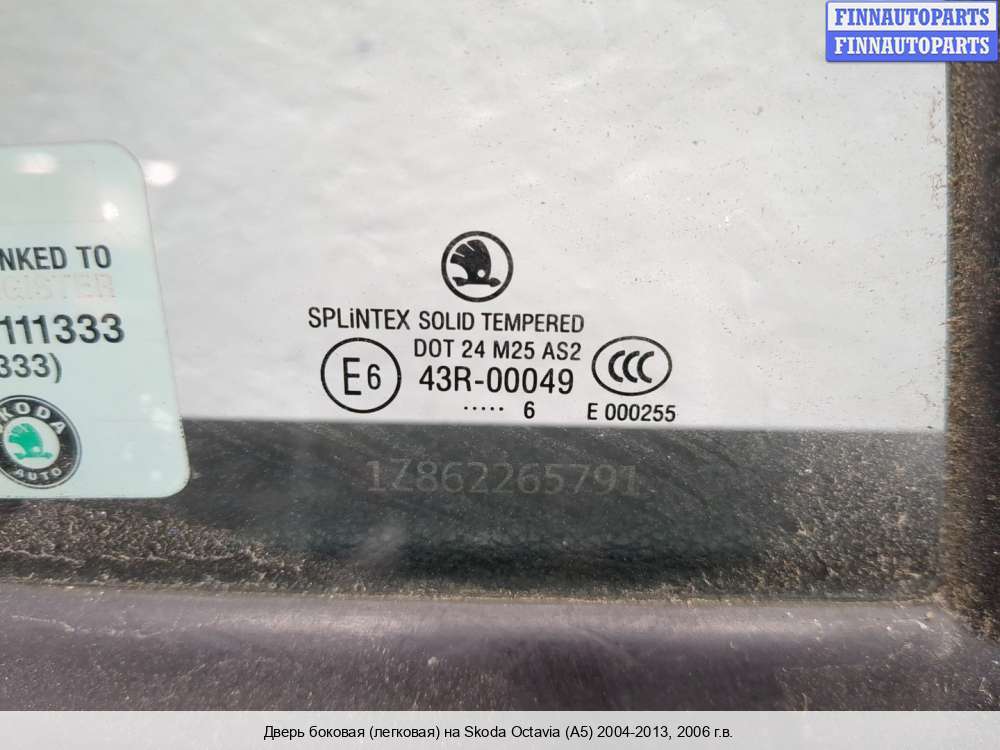 FINNAUTOPARTS
FINNAUTOPARTS
NKED TO
GISTER
111333
333)
SKODA
AUTO
SPLiNTEX SOLID TEMPERED
DOT 24 M25 AS2
E6
43R-00049
CCC
..... 6
E 000255
1Z862265791
Дверь боковая (легковая) на Skoda Octavia (A5) 2004-2013, 2006 г.в.